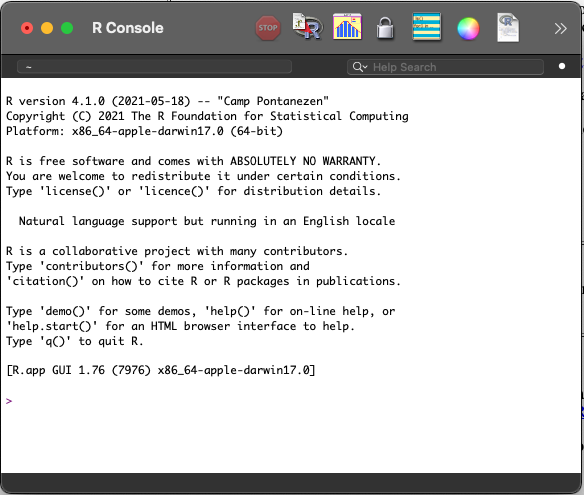 R Console
STOP
~
Help Search
R version 4.1.0 (2021-05-18) -- "Camp Pontanezen"
Copyright (C) 2021 The R Foundation for Statistical Computing
Platform: x86_64-apple-darwin17.0 (64-bit)
R is free software and comes with ABSOLUTELY NO WARRANTY.
You are welcome to redistribute it under certain conditions.
Type 'license()' or 'licence()' for distribution details.
Natural language support but running in an English locale
R is a collaborative project with many contributors.
Type 'contributors()' for more information and
'citation()' on how to cite R or R packages in publications.
Type 'demo()' for some demos, 'help()' for on-line help, or
'help.start()' for an HTML browser interface to help.
Type 'q()' to quit R.
[R.app GUI 1.76 (7976) x86_64-apple-darwin17.0]
>